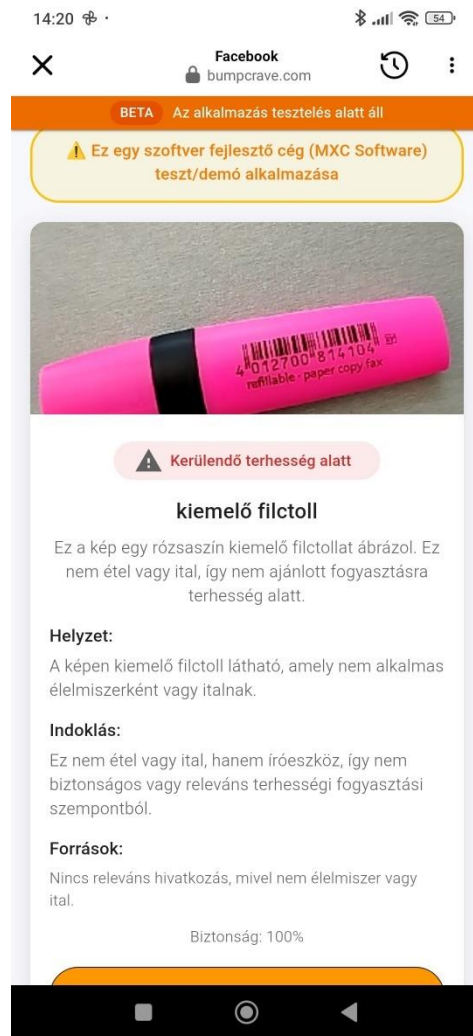 14:20
54
Facebook
bumpcrave.com
BETA Az alkalmazás tesztelés alatt áll
⚠️ Ez egy szoftver fejlesztő cég (MXC Software)
teszt/demó alkalmazása
4 012700 814104
refillable · paper copy fax
Kerülendő terhesség alatt
kiemelő filctoll
Ez a kép egy rózsaszín kiemelő filctollat ábrázol. Ez
nem étel vagy ital, így nem ajánlott fogyasztásra
terhesség alatt.
Helyzet:
A képen kiemelő filctoll látható, amely nem alkalmas
élelmiszerként vagy italnak.
Indoklás:
Ez nem étel vagy ital, hanem íróeszköz, így nem
biztonságos vagy releváns terhességi fogyasztási
szempontból.
Források:
Nincs releváns hivatkozás, mivel nem élelmiszer vagy
ital.
Biztonság: 100%